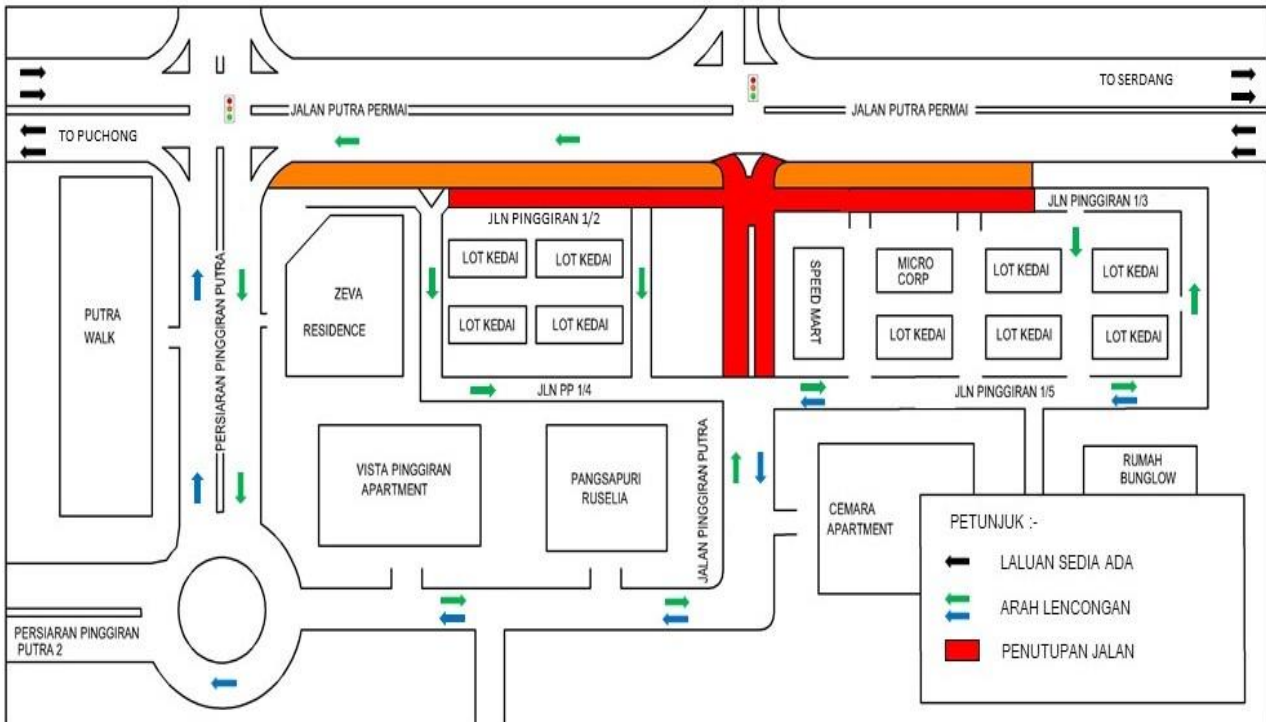 TO SERDANG
JALAN PUTRA PERMAI
JALAN PUTRA PERMAI
TO PUCHONG
JLN PINGGIRAN 1/3
JLN PINGGIRAN 1/2
PERSIARAN PINGGIRAN PUTRA
PUTRA
WALK
ZEVA
RESIDENCE
LOT KEDAI
LOT KEDAI
LOT KEDAI
LOT KEDAI
SPEED MART
MICRO
CORP
LOT KEDAI
LOT KEDAI
LOT KEDAI
LOT KEDAI
LOT KEDAI
JLN PP 1/4
JLN PINGGIRAN 1/5
VISTA PINGGIRAN
APARTMENT
PANGSAPURI
RUSELIA
JALAN PINGGIRAN PUTRA
CEMARA
APARTMENT
RUMAH
BUNGLOW
PERSIARAN PINGGIRAN
PUTRA 2
PETUNJUK :-
LALUAN SEDIA ADA
ARAH LENCONGAN
PENUTUPAN JALAN